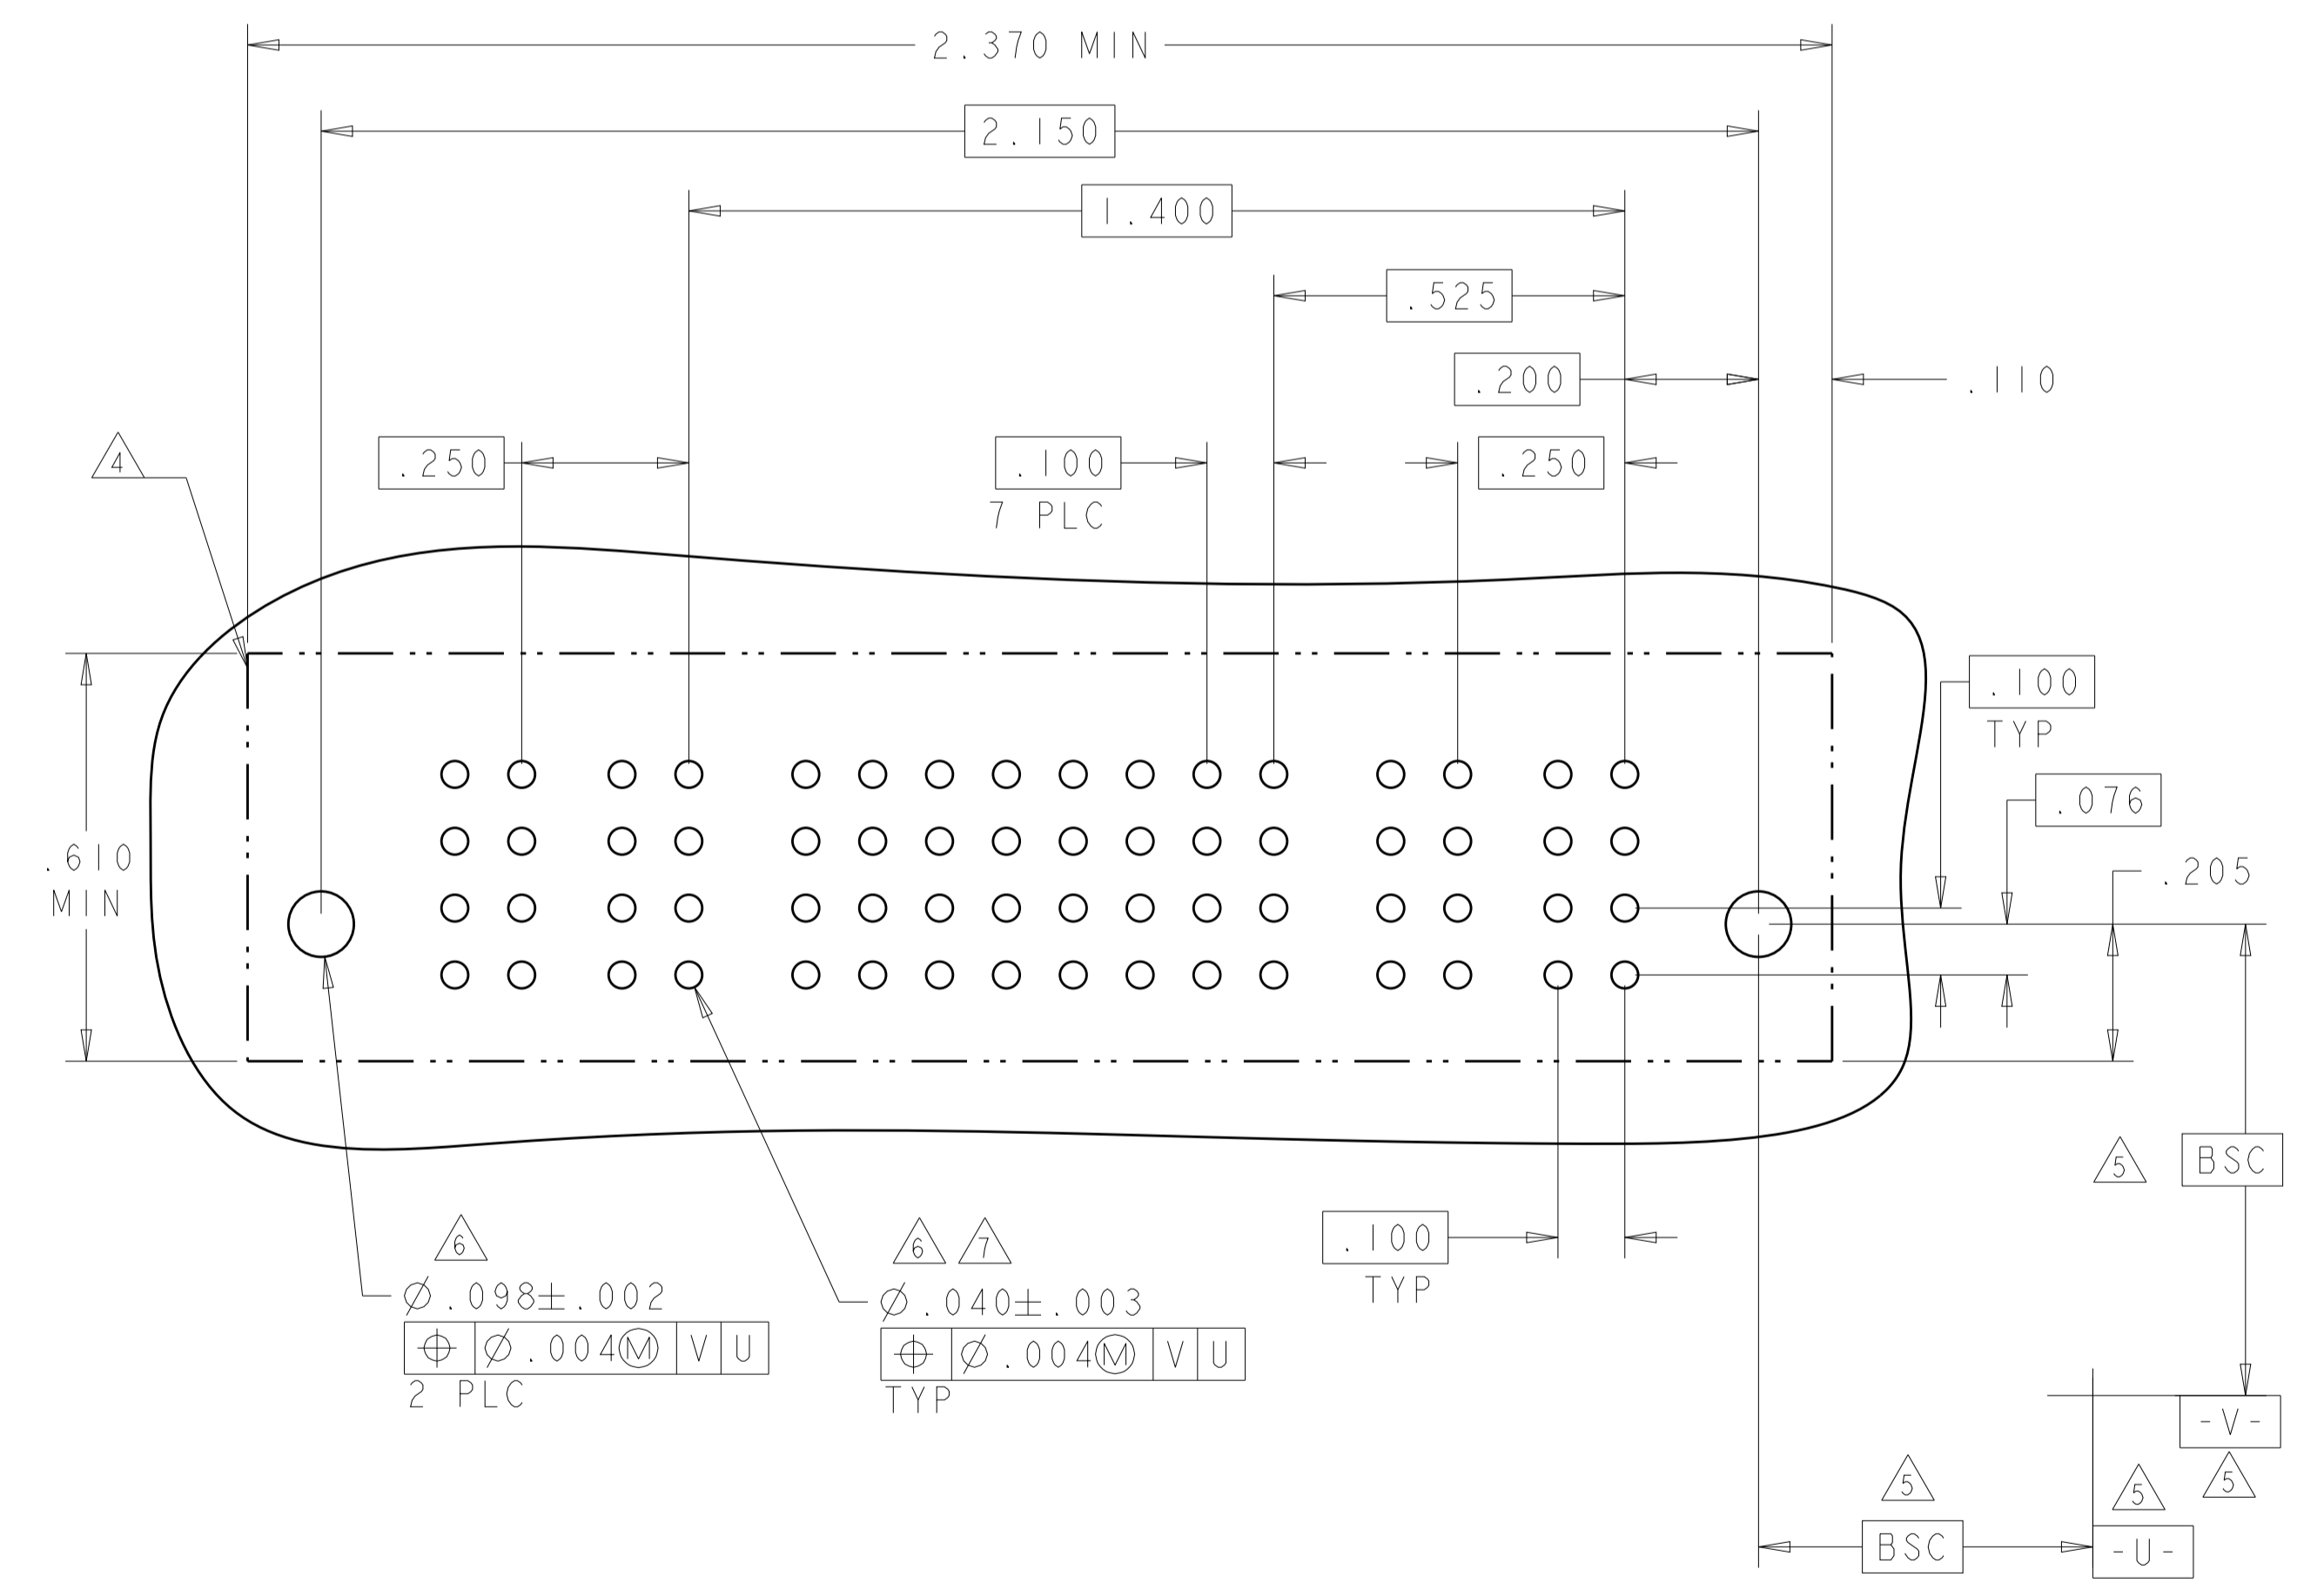 2.370 MIN
2.150
1.400
.525
.200
.110
4
.250
.100
7 PLC
.250
.100
TYP
.076
.610
MIN
.205
5
BSC
6
⌀.098±.002
⌖ ⌀.004Ⓜ V U
2 PLC
6 7
⌀.040±.003
⌖ ⌀.004Ⓜ V U
TYP
.100
TYP
-V-
5
5
5
BSC
-U-